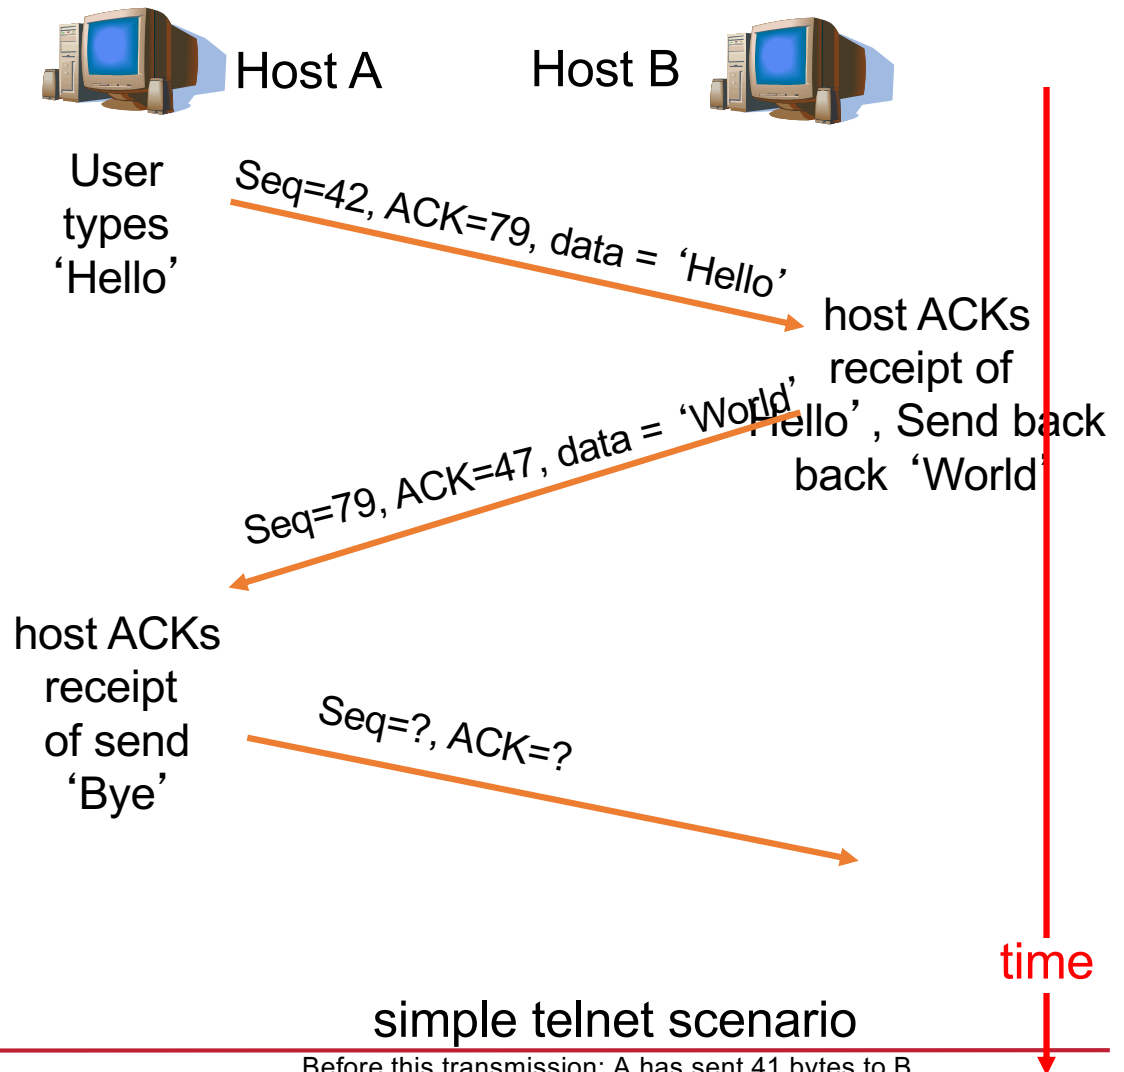 Host A
Host B
User
types
‘Hello’
Seq=42, ACK=79, data = ‘Hello’
host ACKs
receipt of
‘Hello’, Send back
back ‘World’
Seq=79, ACK=47, data = ‘World’
host ACKs
receipt
of send
‘Bye’
Seq=?, ACK=?
time
simple telnet scenario
Before this transmission: A has sent 41 bytes to B